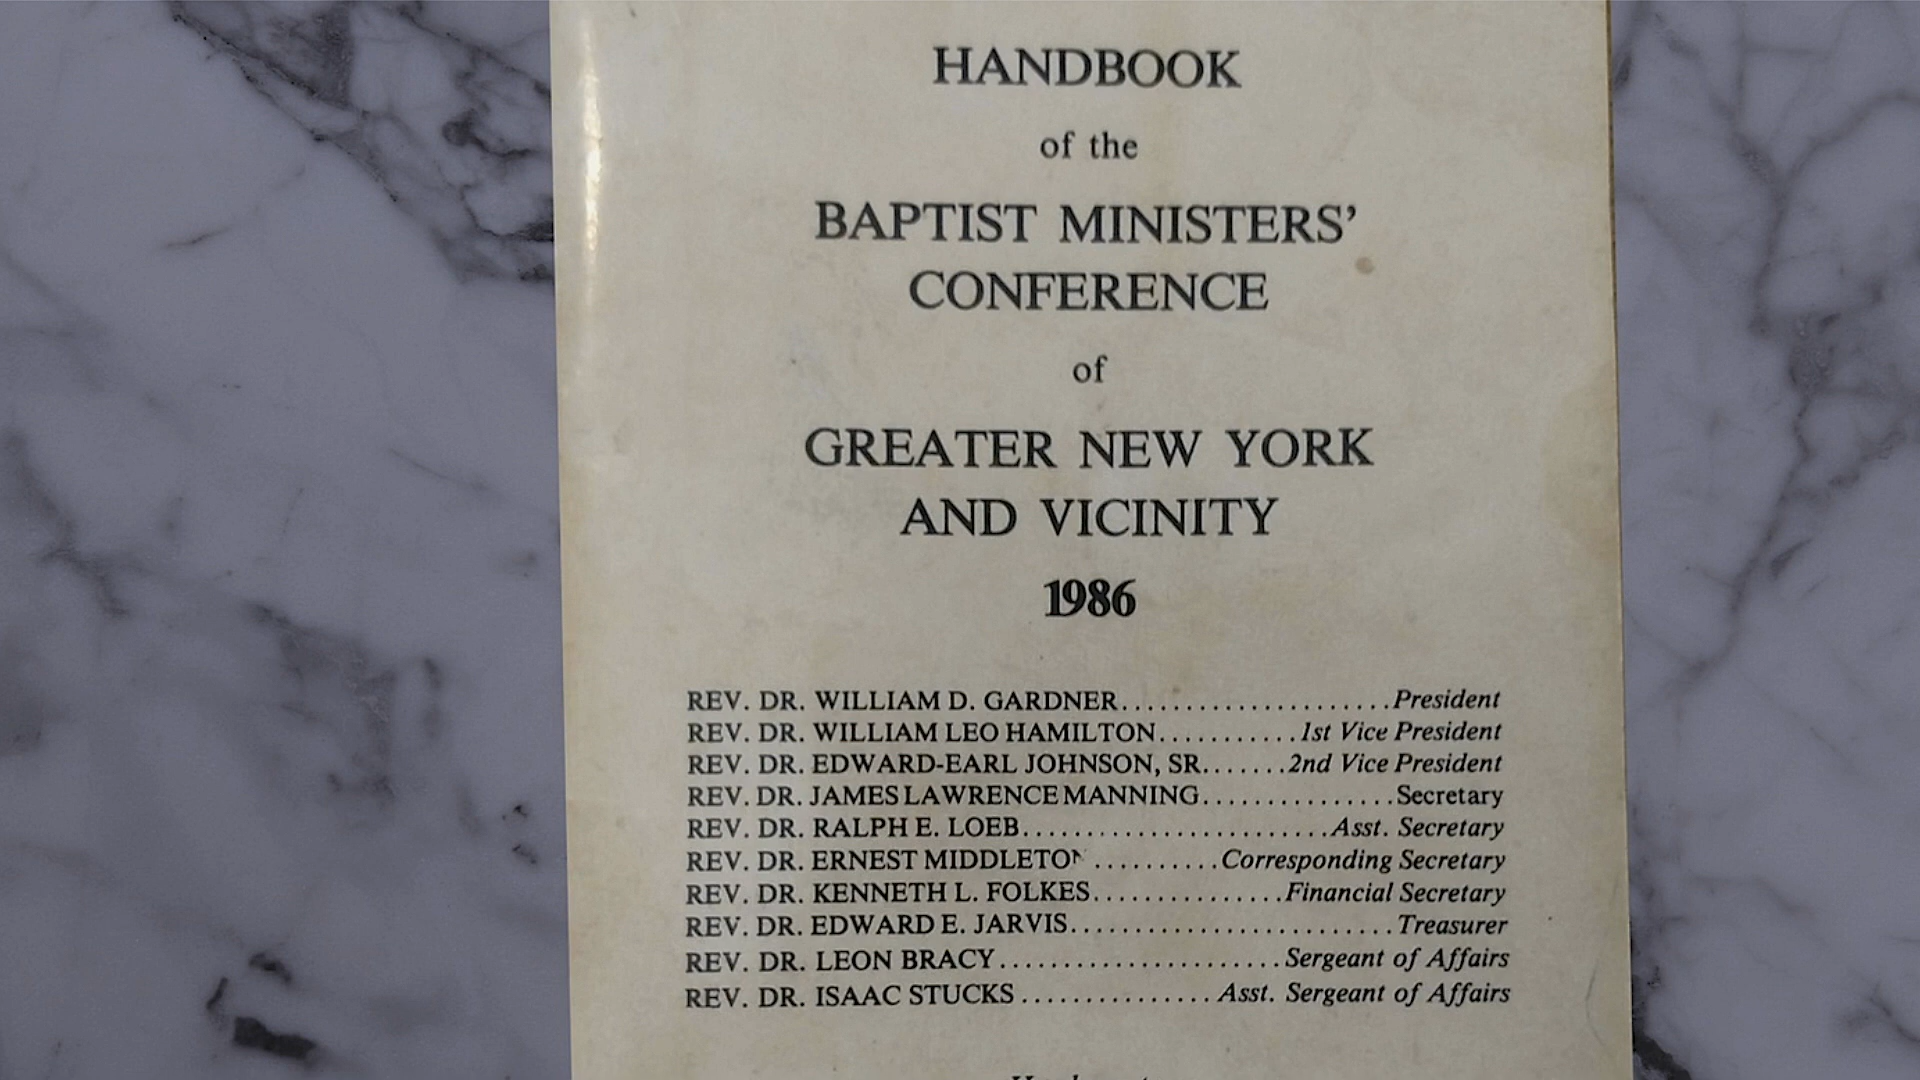 HANDBOOK
of the
BAPTIST MINISTERS'
CONFERENCE
of
GREATER NEW YORK
AND VICINITY
1986
REV. DR. WILLIAM D. GARDNER.....................President
REV. DR. WILLIAM LEO HAMILTON...........1st Vice President
REV. DR. EDWARD-EARL JOHNSON, SR.......2nd Vice President
REV. DR. JAMES LAWRENCE MANNING...............Secretary
REV. DR. RALPH E. LOEB........................Asst. Secretary
REV. DR. ERNEST MIDDLETON ..........Corresponding Secretary
REV. DR. KENNETH L. FOLKES...............Financial Secretary
REV. DR. EDWARD E. JARVIS.........................Treasurer
REV. DR. LEON BRACY......................Sergeant of Affairs
REV. DR. ISAAC STUCKS...............Asst. Sergeant of Affairs